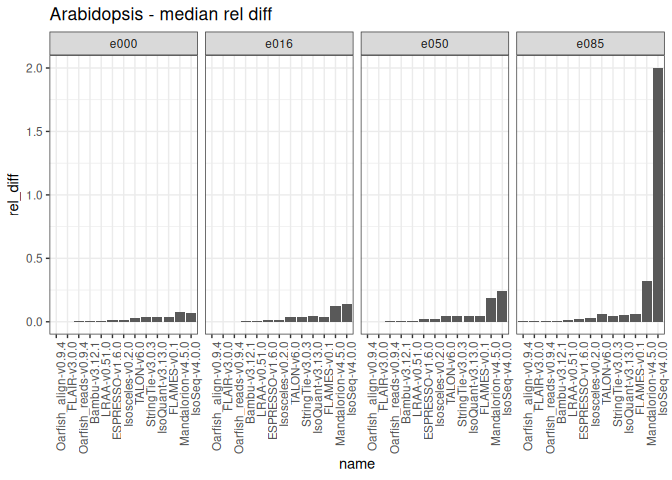 Arabidopsis - median rel diff
e000 e016 e050 e085
2.0
1.5
1.0
0.5
0.0
rel_diff
Oarfish_align-v0.9.4
FLAIR-v3.0.0
Oarfish_reads-v0.9.4
Bambu-v3.12.1
LRAA-v0.51.0
ESPRESSO-v1.6.0
Isosceles-v0.2.0
TALON-v6.0
StringTie-v3.0.3
IsoQuant-v3.13.0
FLAMES-v0.1
Mandalorion-v4.5.0
IsoSeq-v4.0.0
Oarfish_align-v0.9.4
FLAIR-v3.0.0
Oarfish_reads-v0.9.4
Bambu-v3.12.1
LRAA-v0.51.0
ESPRESSO-v1.6.0
Isosceles-v0.2.0
TALON-v6.0
StringTie-v3.0.3
IsoQuant-v3.13.0
FLAMES-v0.1
Mandalorion-v4.5.0
IsoSeq-v4.0.0
Oarfish_align-v0.9.4
FLAIR-v3.0.0
Oarfish_reads-v0.9.4
Bambu-v3.12.1
LRAA-v0.51.0
ESPRESSO-v1.6.0
Isosceles-v0.2.0
TALON-v6.0
StringTie-v3.0.3
IsoQuant-v3.13.0
FLAMES-v0.1
Mandalorion-v4.5.0
IsoSeq-v4.0.0
Oarfish_align-v0.9.4
FLAIR-v3.0.0
Oarfish_reads-v0.9.4
Bambu-v3.12.1
LRAA-v0.51.0
ESPRESSO-v1.6.0
Isosceles-v0.2.0
TALON-v6.0
StringTie-v3.0.3
IsoQuant-v3.13.0
FLAMES-v0.1
Mandalorion-v4.5.0
IsoSeq-v4.0.0
name